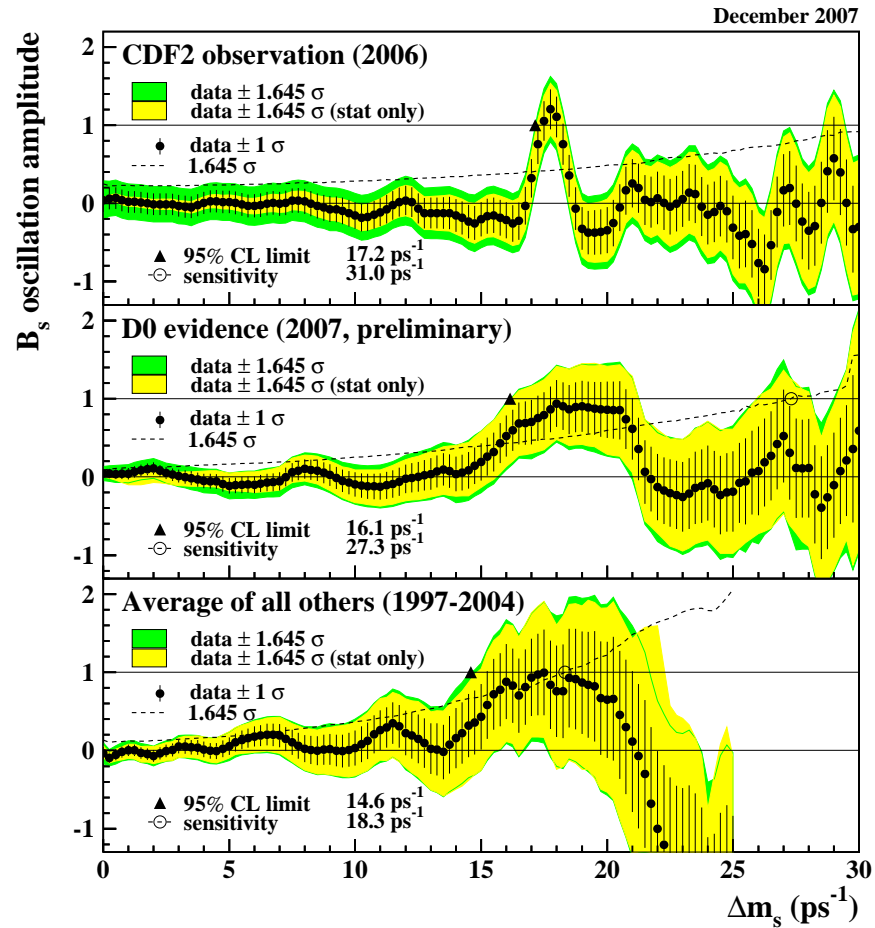 December 2007
B_s oscillation amplitude
2
1
0
-1
CDF2 observation (2006)
data ± 1.645 σ
data ± 1.645 σ (stat only)
data ± 1 σ
1.645 σ
95% CL limit 17.2 ps⁻¹
sensitivity 31.0 ps⁻¹
2
1
0
-1
D0 evidence (2007, preliminary)
data ± 1.645 σ
data ± 1.645 σ (stat only)
data ± 1 σ
1.645 σ
95% CL limit 16.1 ps⁻¹
sensitivity 27.3 ps⁻¹
2
1
0
-1
Average of all others (1997-2004)
data ± 1.645 σ
data ± 1.645 σ (stat only)
data ± 1 σ
1.645 σ
95% CL limit 14.6 ps⁻¹
sensitivity 18.3 ps⁻¹
0 5 10 15 20 25 30
Δm_s (ps⁻¹)